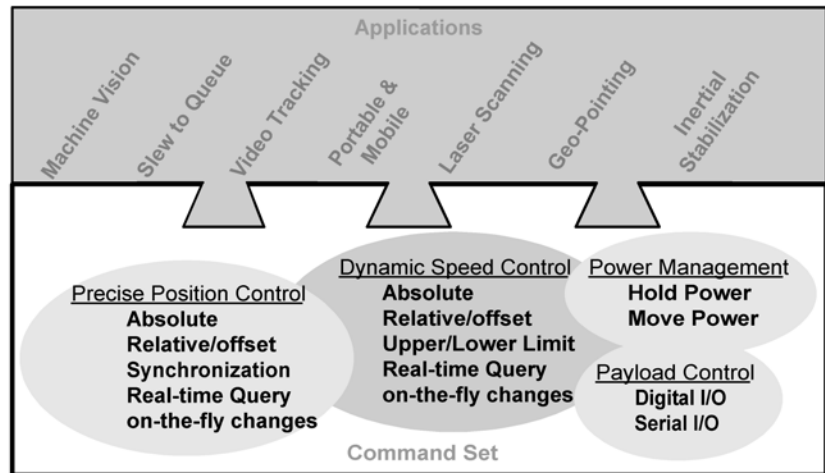 Applications
Machine Vision
Slew to Queue
Video Tracking
Portable &
Mobile
Laser Scanning
Geo-Pointing
Inertial
Stabilization
Precise Position Control
Absolute
Relative/offset
Synchronization
Real-time Query
on-the-fly changes
Dynamic Speed Control
Absolute
Relative/offset
Upper/Lower Limit
Real-time Query
on-the-fly changes
Power Management
Hold Power
Move Power
Payload Control
Digital I/O
Serial I/O
Command Set